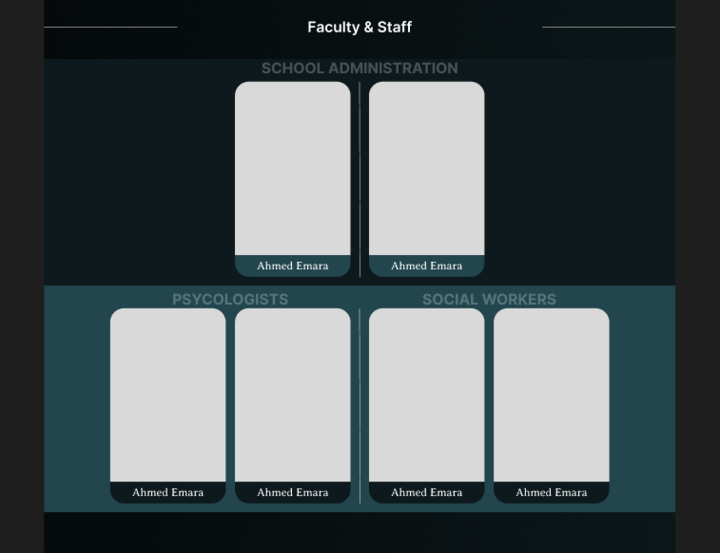 Faculty & Staff
SCHOOL ADMINISTRATION
Ahmed Emara
Ahmed Emara
PSYCOLOGISTS
SOCIAL WORKERS
Ahmed Emara
Ahmed Emara
Ahmed Emara
Ahmed Emara